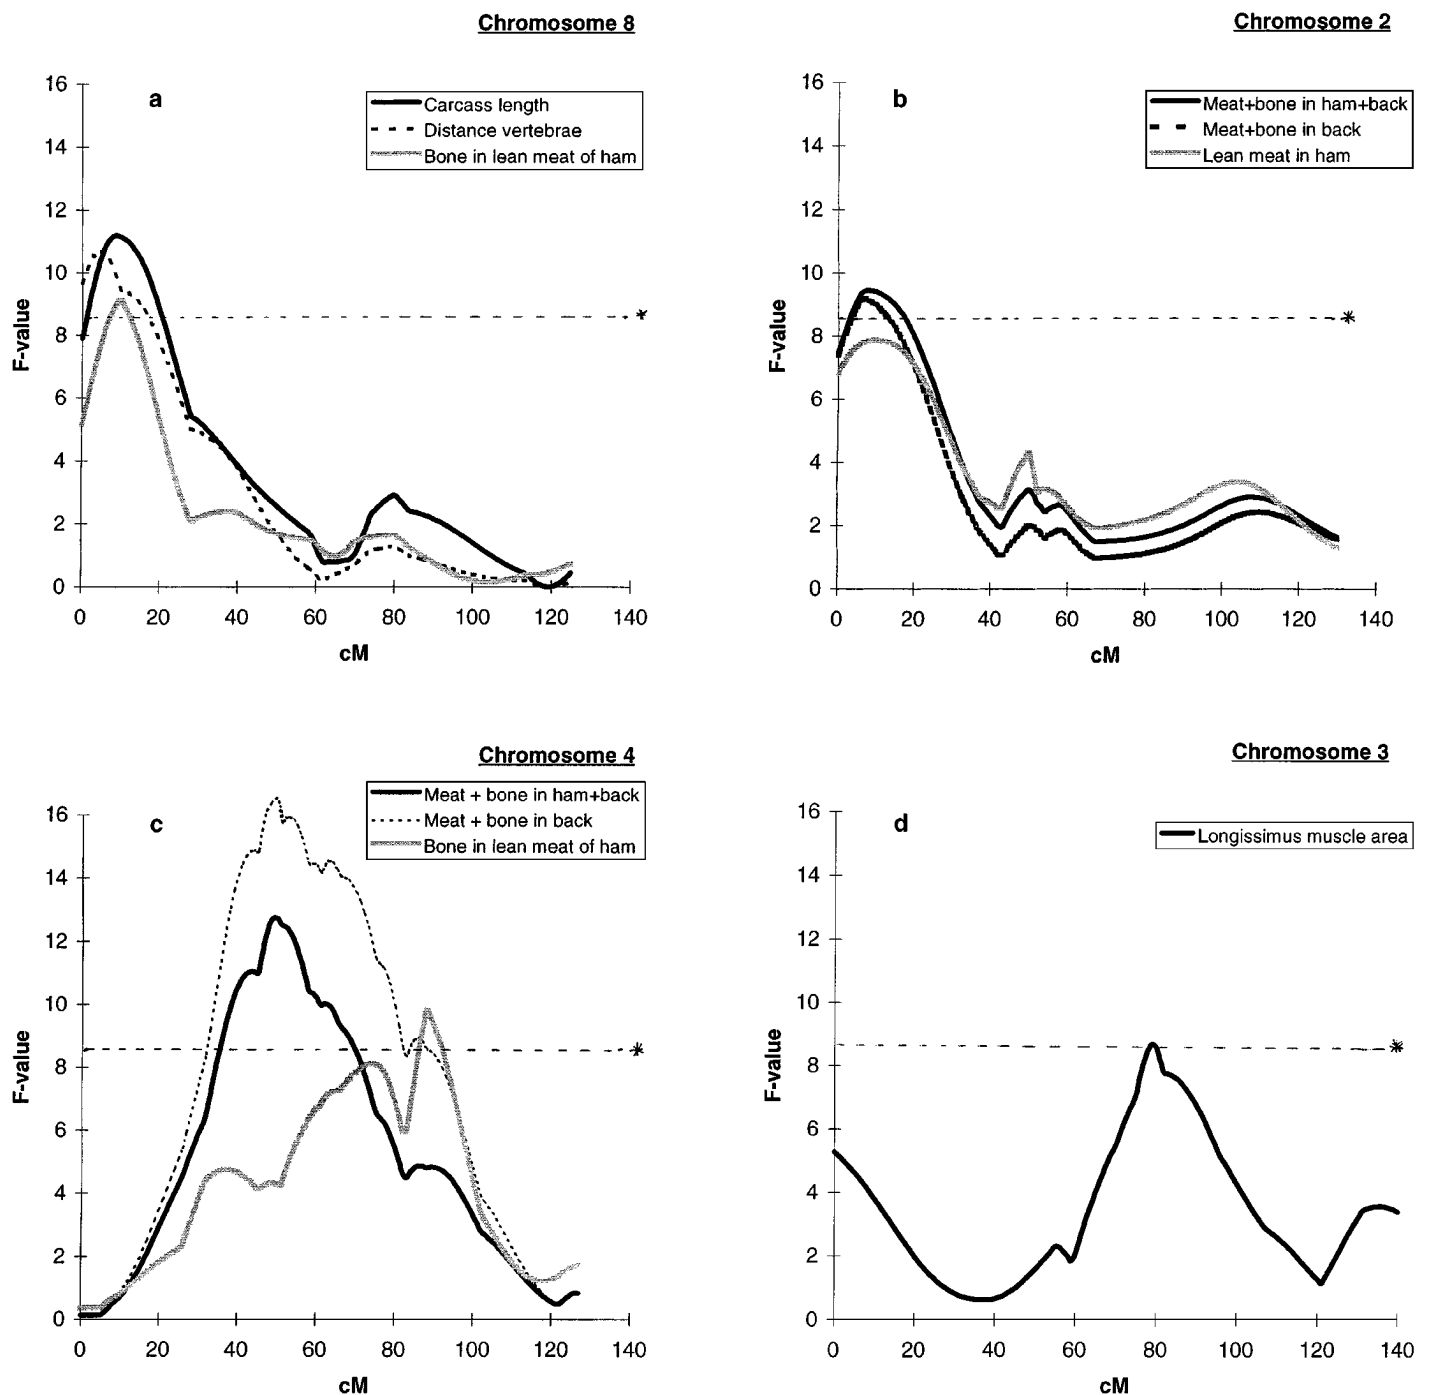 Chromosome 8
a
Carcass length
Distance vertebrae
Bone in lean meat of ham
16
14
12
10
8
6
4
2
0
F-value
*
0 20 40 60 80 100 120 140
cM
Chromosome 2
b
Meat+bone in ham+back
Meat+bone in back
Lean meat in ham
16
14
12
10
8
6
4
2
0
F-value
*
0 20 40 60 80 100 120 140
cM
Chromosome 4
c
Meat + bone in ham+back
Meat + bone in back
Bone in lean meat of ham
16
14
12
10
8
6
4
2
0
F-value
*
0 20 40 60 80 100 120 140
cM
Chromosome 3
d
Longissimus muscle area
16
14
12
10
8
6
4
2
0
F-value
*
0 20 40 60 80 100 120 140
cM